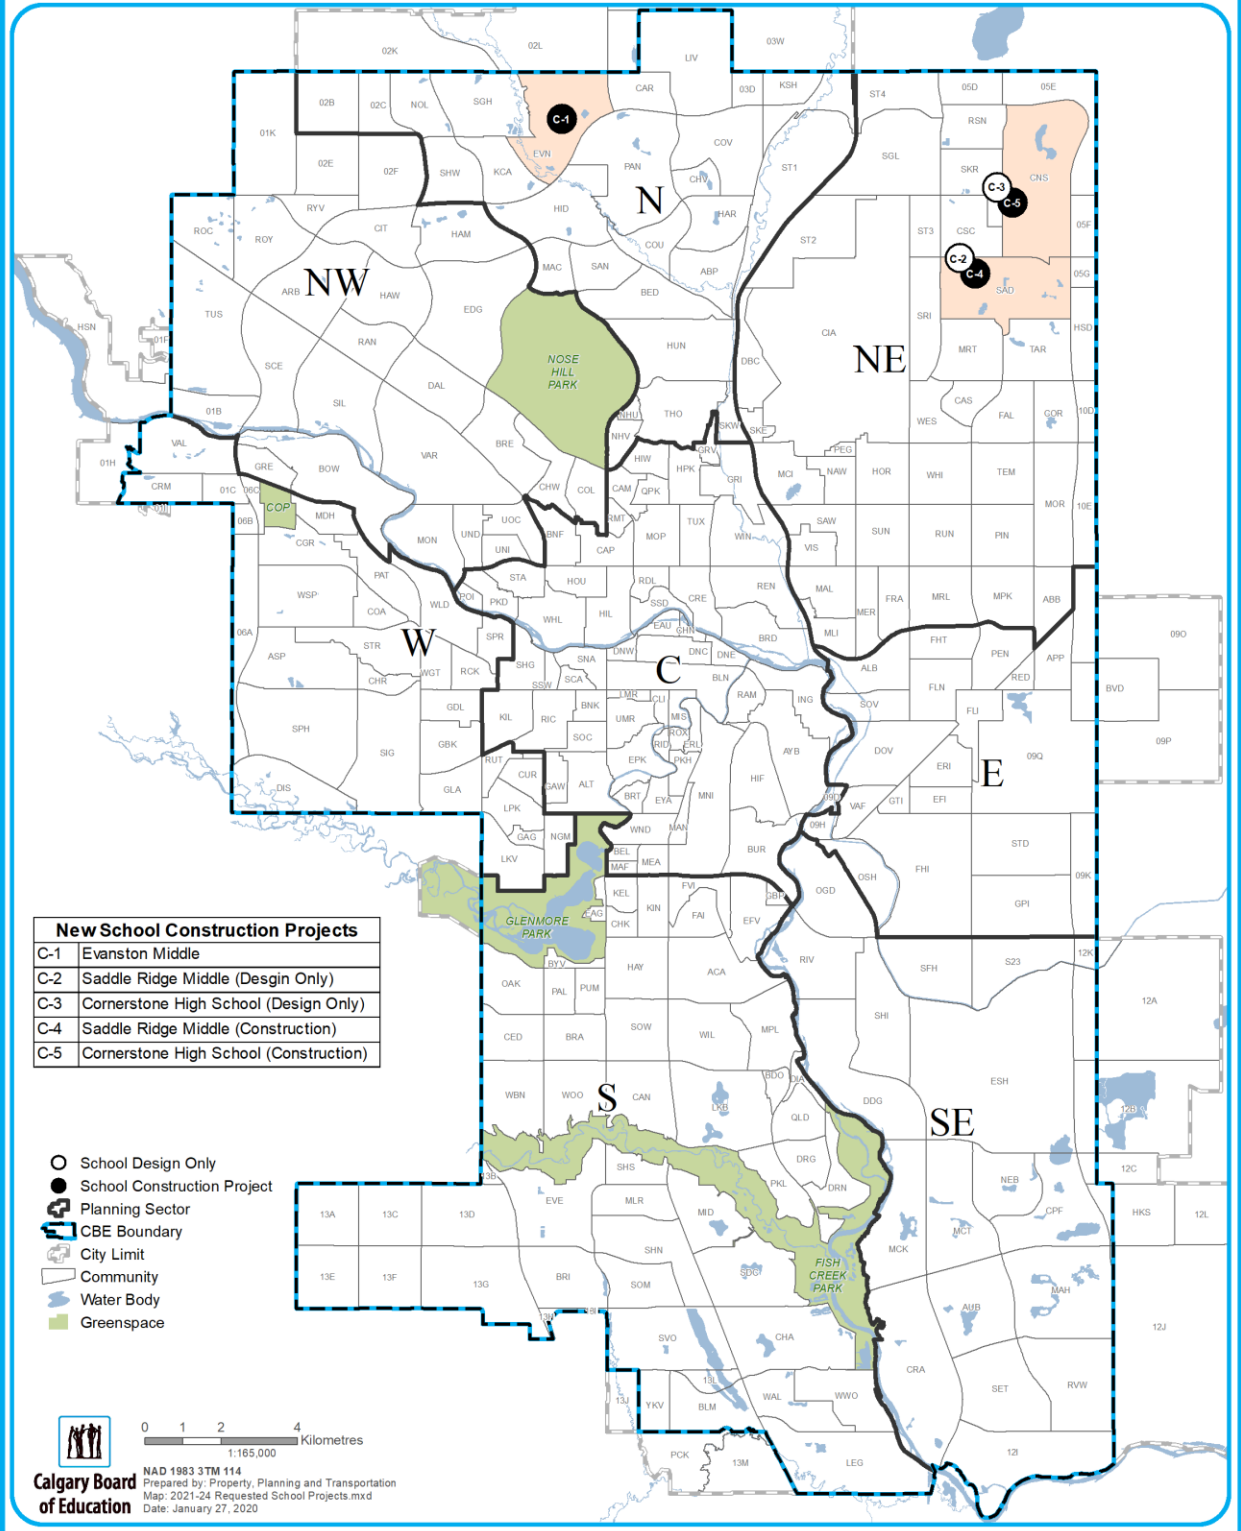 02K
02L
03W
LIV
02B
02C
NOL
SGH
CAR
03D
KSH
ST4
05D
05E
C-1
RSN
01K
EVN
COV
02E
02F
SHW
KCA
PAN
CHV
ST1
SGL
SKR
CNS
C-3
C-5
N
RYV
HID
HAR
ROC
ROY
CIT
HAM
COU
ST2
ST3
CSC
05F
C-2
C-4
MAC
SAN
ABP
05G
NW
ARB
HAW
BED
SAD
EDG
TUS
SRI
HSN
01F
RAN
HUN
CIA
HSD
NE
MRT
TAR
NOSE
HILL
PARK
DBC
SCE
DAL
SIL
CAS
01B
NHU
THO
WES
FAL
GOR
10D
VAL
BRE
NHV
SKW
SKE
01H
GRE
BOW
VAR
HIW
HPK
GRV
PEG
CRM
01C
06C
CHW
COL
CAM
QPK
GRI
MCI
NAW
HOR
WHI
TEM
MOR
10E
COP
06B
MDH
UOC
RMT
TUX
SAW
CGR
MON
UND
UNI
BNF
CAP
MOP
WIN
VIS
SUN
RUN
PIN
PAT
STA
HOU
RDL
WSP
COA
WLD
POI
PKD
SSD
CRE
REN
MAL
MER
FRA
MRL
MPK
ABB
WHL
HIL
EAU
CHN
06A
W
SPR
BRD
MLI
FHT
09O
ASP
STR
SHG
SNA
DNW
DNC
DNE
PEN
APP
CHR
WGT
RCK
SSW
SCA
C
BLN
ALB
RED
FLN
BVD
GDL
KIL
RIC
BNK
LMR
CLI
RAM
ING
SOV
FLI
SPH
UMR
MIS
GBK
SOC
ROX
RID
ERL
SIG
AYB
DOV
09Q
09P
RUT
EPK
PKH
ERI
E
CUR
HIF
DIS
GLA
GAW
ALT
BRT
EYA
MNI
09D
VAF
GTI
EFI
LPK
GAG
NGM
WND
MAN
09H
STD
LKV
BEL
MAF
MEA
BUR
FHI
OSH
09K
KEL
FVI
GBP
OGD
GPI
GLENMORE
PARK
EAG
CHK
KIN
FAI
EFV
BYV
HAY
ACA
RIV
SFH
S23
12K
OAK
PAL
PUM
12A
CED
BRA
SOW
WIL
MPL
SHI
New School Construction Projects
C-1 Evanston Middle
C-2 Saddle Ridge Middle (Desgin Only)
C-3 Cornerstone High School (Design Only)
C-4 Saddle Ridge Middle (Construction)
C-5 Cornerstone High School (Construction)
WBN
WOO
S
CAN
LKB
BDO
DIA
ESH
QLD
DDG
SE
12B
SHS
DRG
13B
PKL
DRN
NEB
12C
13A
13C
13D
EVE
MLR
MID
CPF
HKS
12L
MCK
MCT
SHN
13E
13F
13G
BRI
SOM
SDC
FISH
CREEK
PARK
MAH
13H
AUB
SVO
CHA
12J
CRA
13L
SET
RVW
13J
YKV
BLM
WAL
WWO
PCK
13M
LEG
12I
School Design Only
School Construction Project
Planning Sector
CBE Boundary
City Limit
Community
Water Body
Greenspace
0 1 2 4
Kilometres
1:165,000
Calgary Board
of Education
NAD 1983 3TM 114
Prepared by: Property, Planning and Transportation
Map: 2021-24 Requested School Projects.mxd
Date: January 27, 2020